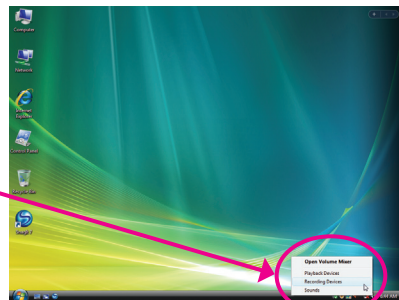 Computer
Network
Internet
Explorer
Control Panel
Recycle Bin
Open Volume Mixer
Playback Devices
Recording Devices
Sounds